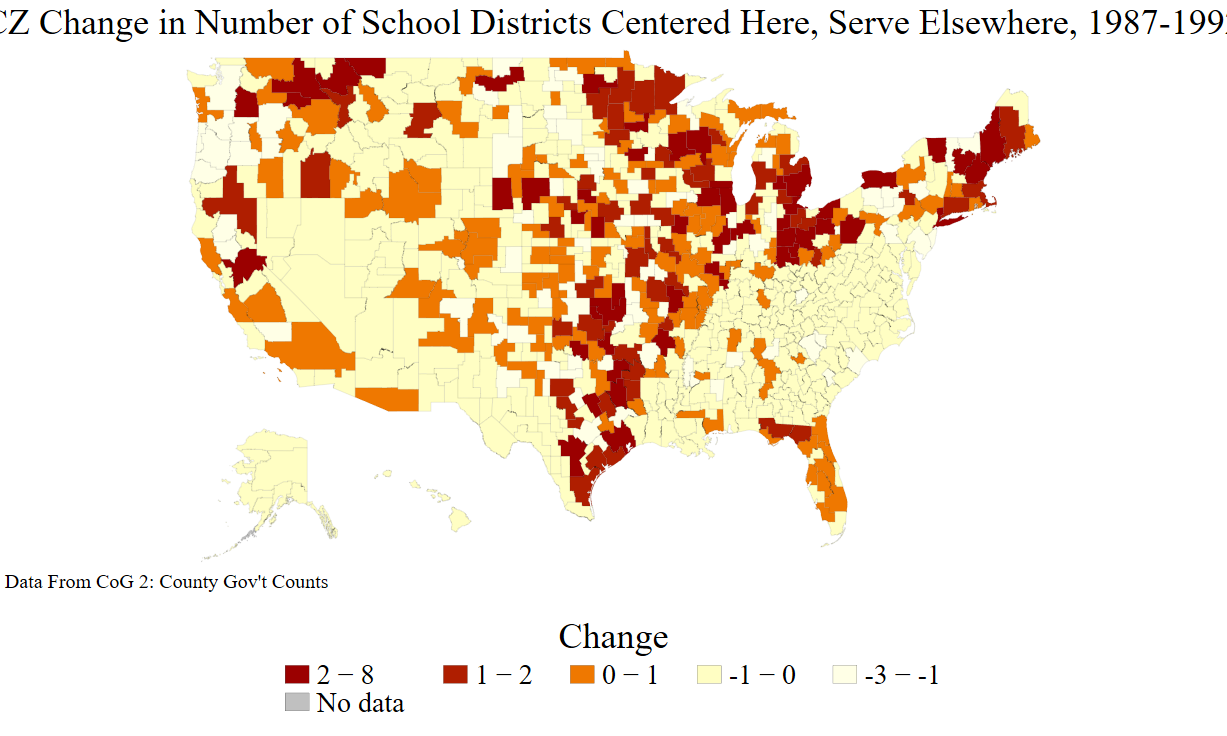 CZ Change in Number of School Districts Centered Here, Serve Elsewhere, 1987-199
Data From CoG 2: County Gov't Counts
Change
2 − 8 1 − 2 0 − 1 -1 − 0 -3 − -1
No data